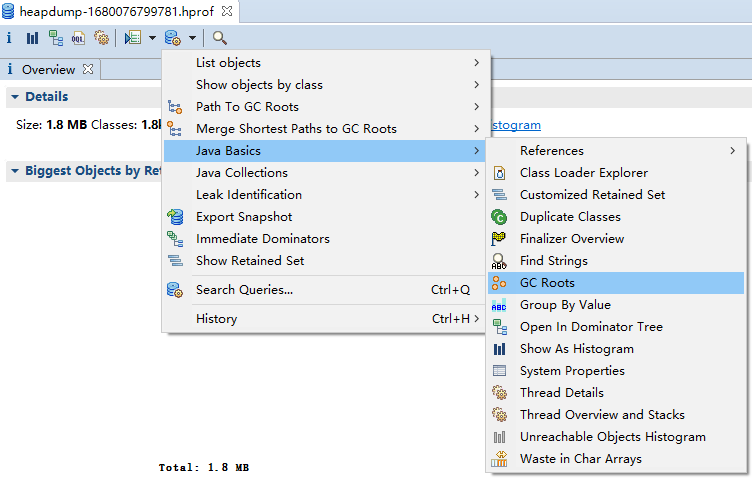 heapdump-1680076799781.hprof
i
OQL
i Overview
Details
Size: 1.8 MB Classes: 1.8
stogram
Biggest Objects by Ret
List objects
Show objects by class
Path To GC Roots
Merge Shortest Paths to GC Roots
Java Basics
Java Collections
Leak Identification
Export Snapshot
Immediate Dominators
Show Retained Set
Search Queries... Ctrl+Q
History Ctrl+H
References
Class Loader Explorer
Customized Retained Set
Duplicate Classes
Finalizer Overview
Find Strings
GC Roots
Group By Value
Open In Dominator Tree
Show As Histogram
System Properties
Thread Details
Thread Overview and Stacks
Unreachable Objects Histogram
Waste in Char Arrays
Total: 1.8 MB